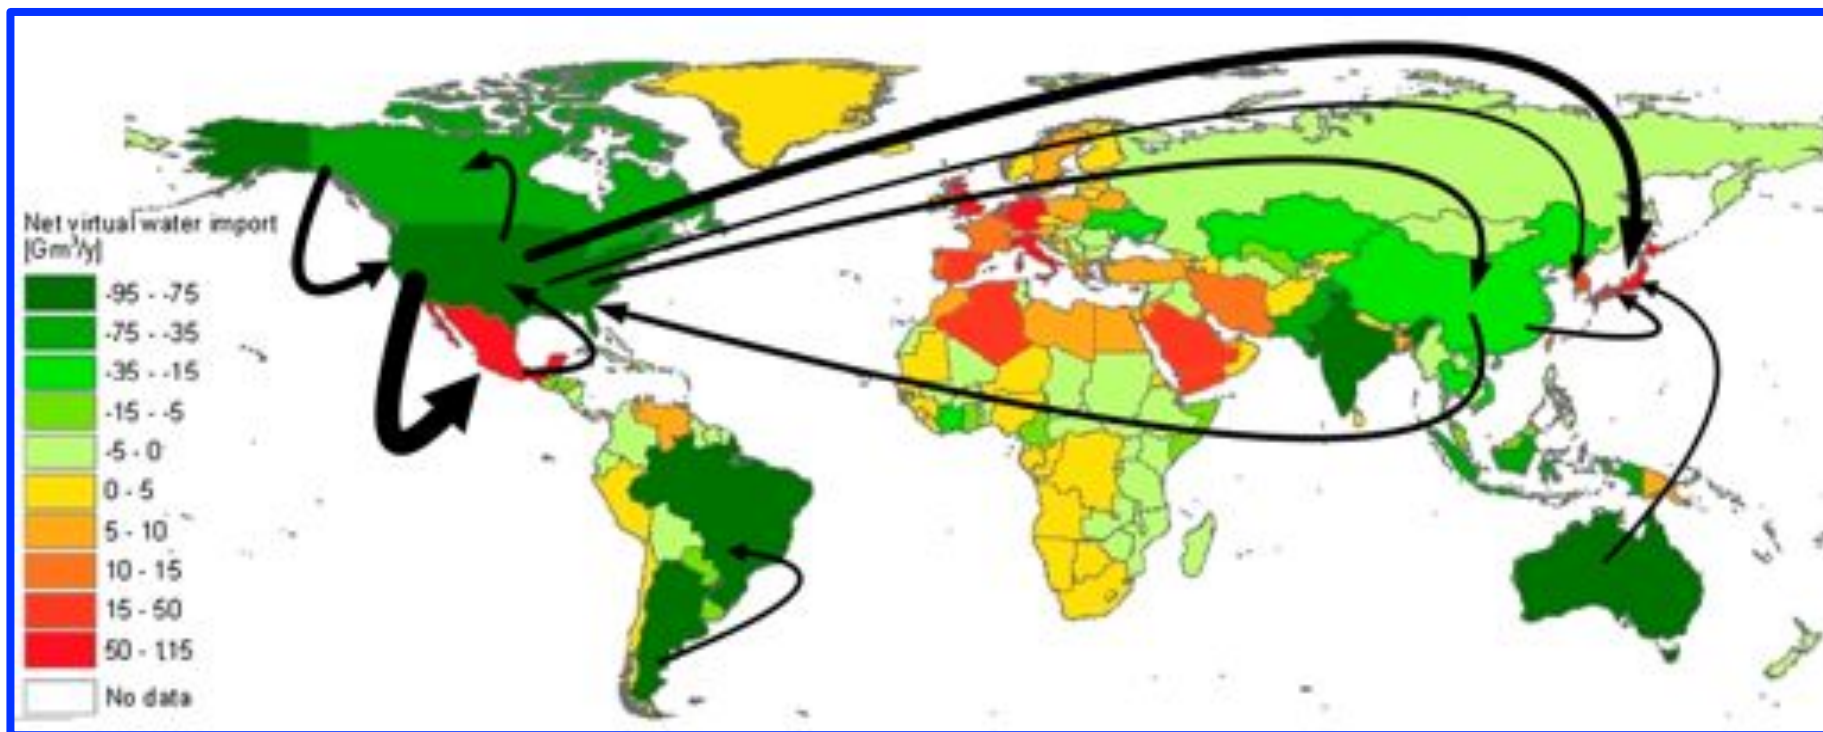 Net virtual water import
[Gm³/y]
-95 - -75
-75 - -35
-35 - -15
-15 - -5
-5 - 0
0 - 5
5 - 10
10 - 15
15 - 50
50 - 115
No data